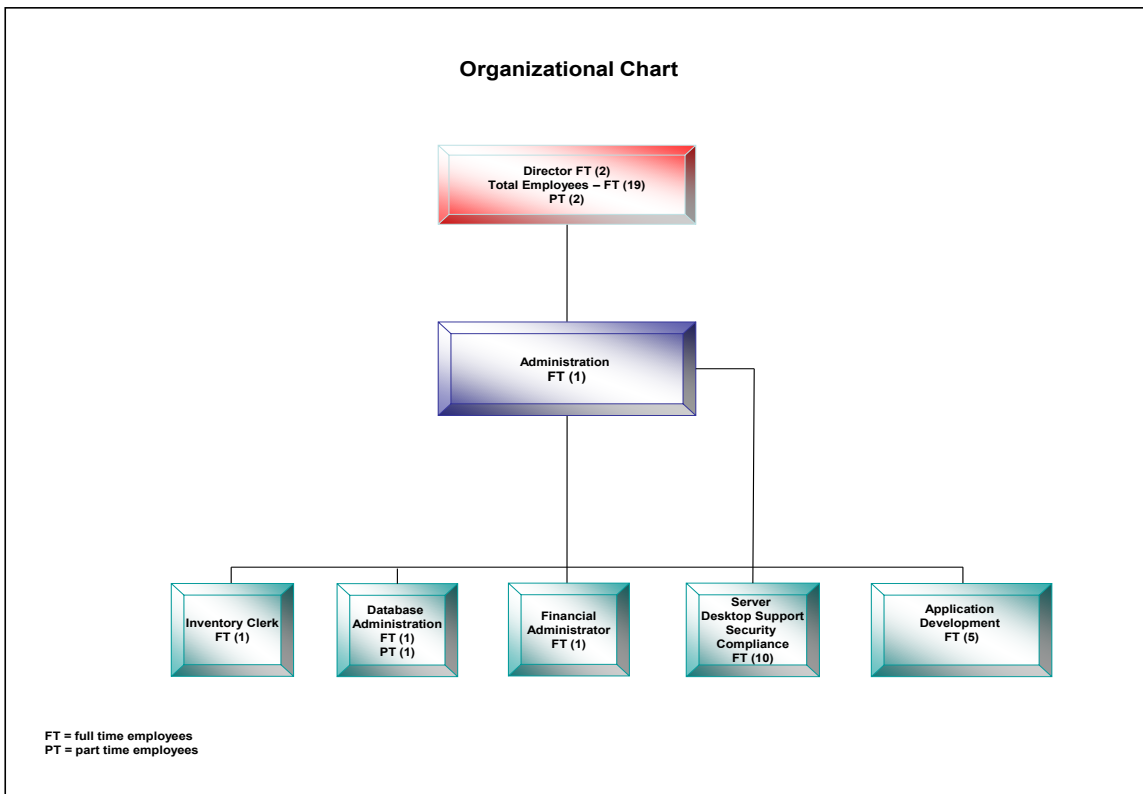 Organizational Chart
Director FT (2)
Total Employees – FT (19)
PT (2)
Administration
FT (1)
Inventory Clerk
FT (1)
Database
Administration
FT (1)
PT (1)
Financial
Administrator
FT (1)
Server
Desktop Support
Security
Compliance
FT (10)
Application
Development
FT (5)
FT = full time employees
PT = part time employees